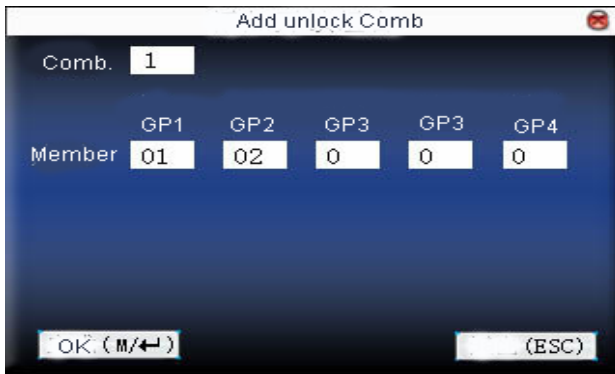 Add unlock Comb
Comb. 1
GP1 GP2 GP3 GP3 GP4
Member 01 02 0 0 0
OK (M/↵) (ESC)